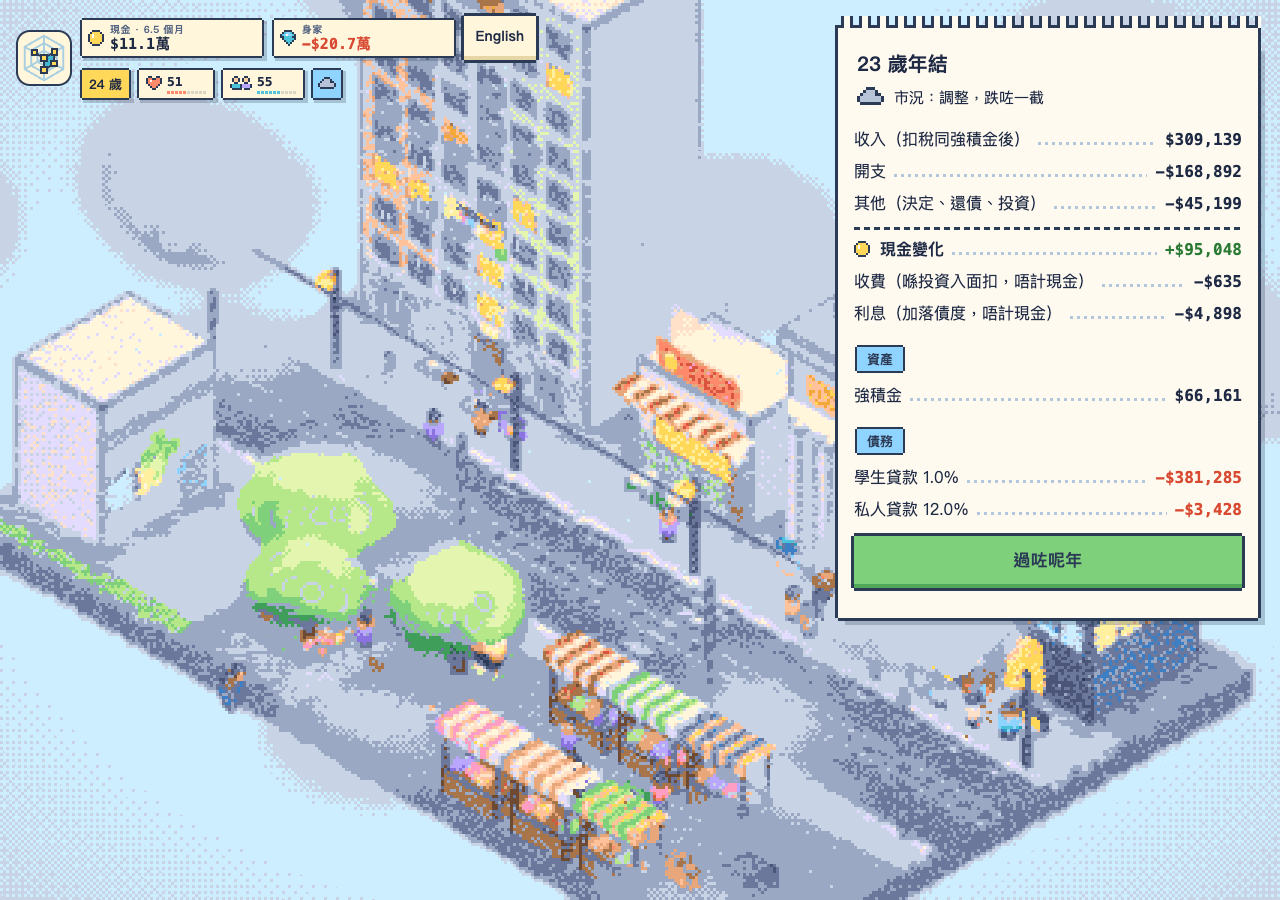 現金 · 6.5 個月
$11.1萬
身家
−$20.7萬
English
24 歲
51
55
23 歲年結
市況：調整，跌咗一截
收入（扣稅同強積金後） $309,139
開支 −$168,892
其他（決定、還債、投資） −$45,199
現金變化 +$95,048
收費（喺投資入面扣，唔計現金） −$635
利息（加落債度，唔計現金） −$4,898
資產
強積金 $66,161
債務
學生貸款 1.0% −$381,285
私人貸款 12.0% −$3,428
過咗呢年